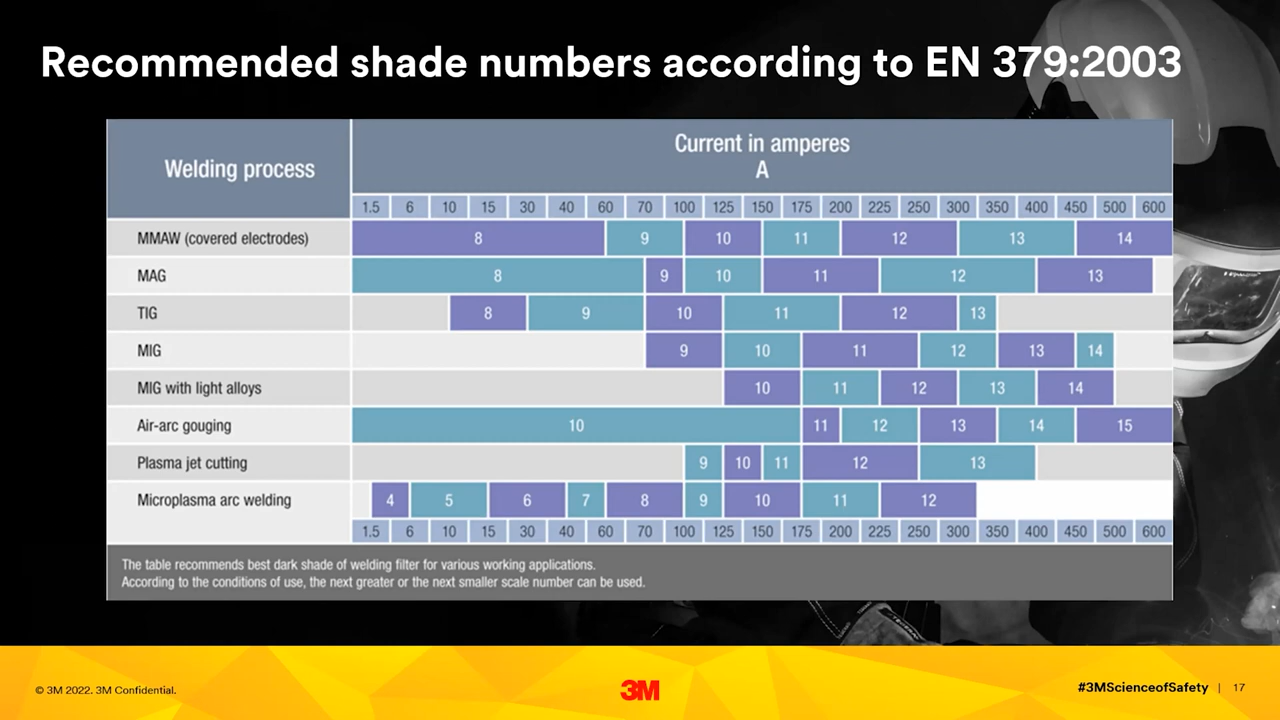 Recommended shade numbers according to EN 379:2003
Welding process
Current in amperes
A
1.5 6 10 15 30 40 60 70 100 125 150 175 200 225 250 300 350 400 450 500 600
MMAW (covered electrodes) 8 9 10 11 12 13 14
MAG 8 9 10 11 12 13
TIG 8 9 10 11 12 13
MIG 9 10 11 12 13 14
MIG with light alloys 10 11 12 13 14
Air-arc gouging 10 11 12 13 14 15
Plasma jet cutting 9 10 11 12 13
Microplasma arc welding 4 5 6 7 8 9 10 11 12
1.5 6 10 15 30 40 60 70 100 125 150 175 200 225 250 300 350 400 450 500 600
The table recommends best dark shade of welding filter for various working applications.
According to the conditions of use, the next greater or the next smaller scale number can be used.
© 3M 2022. 3M Confidential.
3M
#3MScienceofSafety | 17